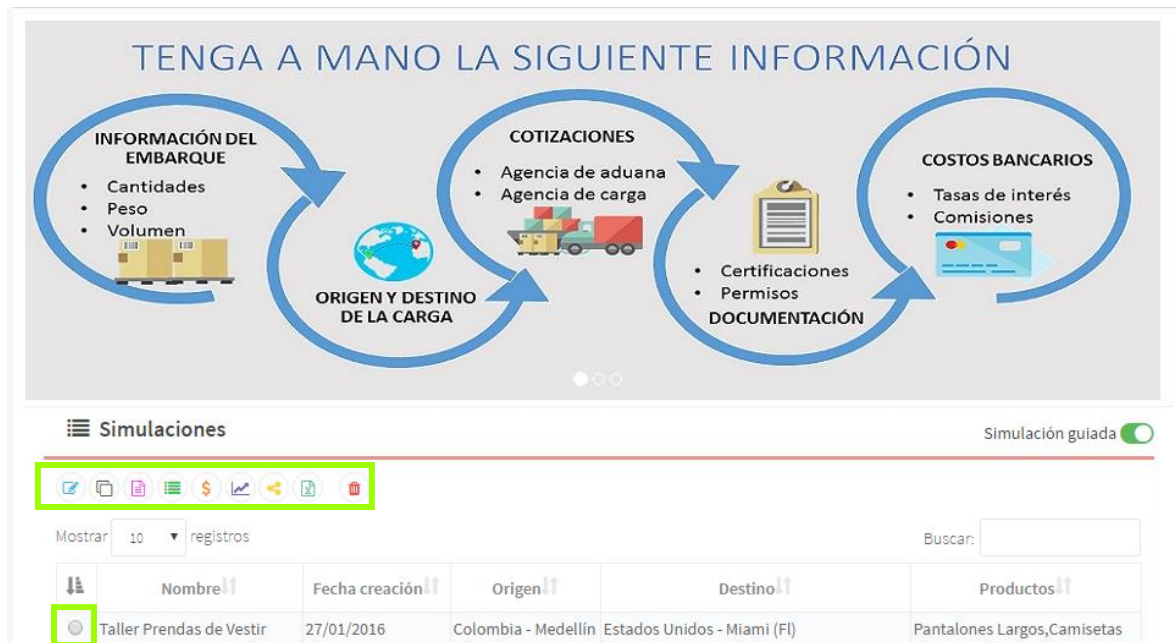 TENGA A MANO LA SIGUIENTE INFORMACIÓN
INFORMACIÓN DEL
EMBARQUE
• Cantidades
• Peso
• Volumen
ORIGEN Y DESTINO
DE LA CARGA
COTIZACIONES
• Agencia de aduana
• Agencia de carga
• Certificaciones
• Permisos
DOCUMENTACIÓN
COSTOS BANCARIOS
• Tasas de interés
• Comisiones
Simulaciones
Simulación guiada
Mostrar 10 registros
Buscar:
Nombre Fecha creación Origen Destino Productos
Taller Prendas de Vestir 27/01/2016 Colombia - Medellín Estados Unidos - Miami (Fl) Pantalones Largos,Camisetas